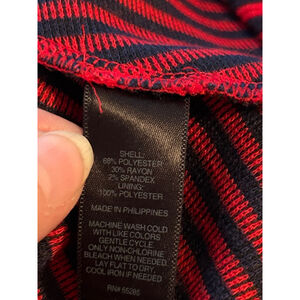 SHELL:
68% POLYESTER
30% RAYON
2% SPANDEX
LINING:
100% POLYESTER
MADE IN PHILIPPINES
MACHINE WASH COLD
WITH LIKE COLORS
GENTLE CYCLE
ONLY NON-CHLORINE
BLEACH WHEN NEEDED
LAY FLAT TO DRY
COOL IRON IF NEEDED
RN#